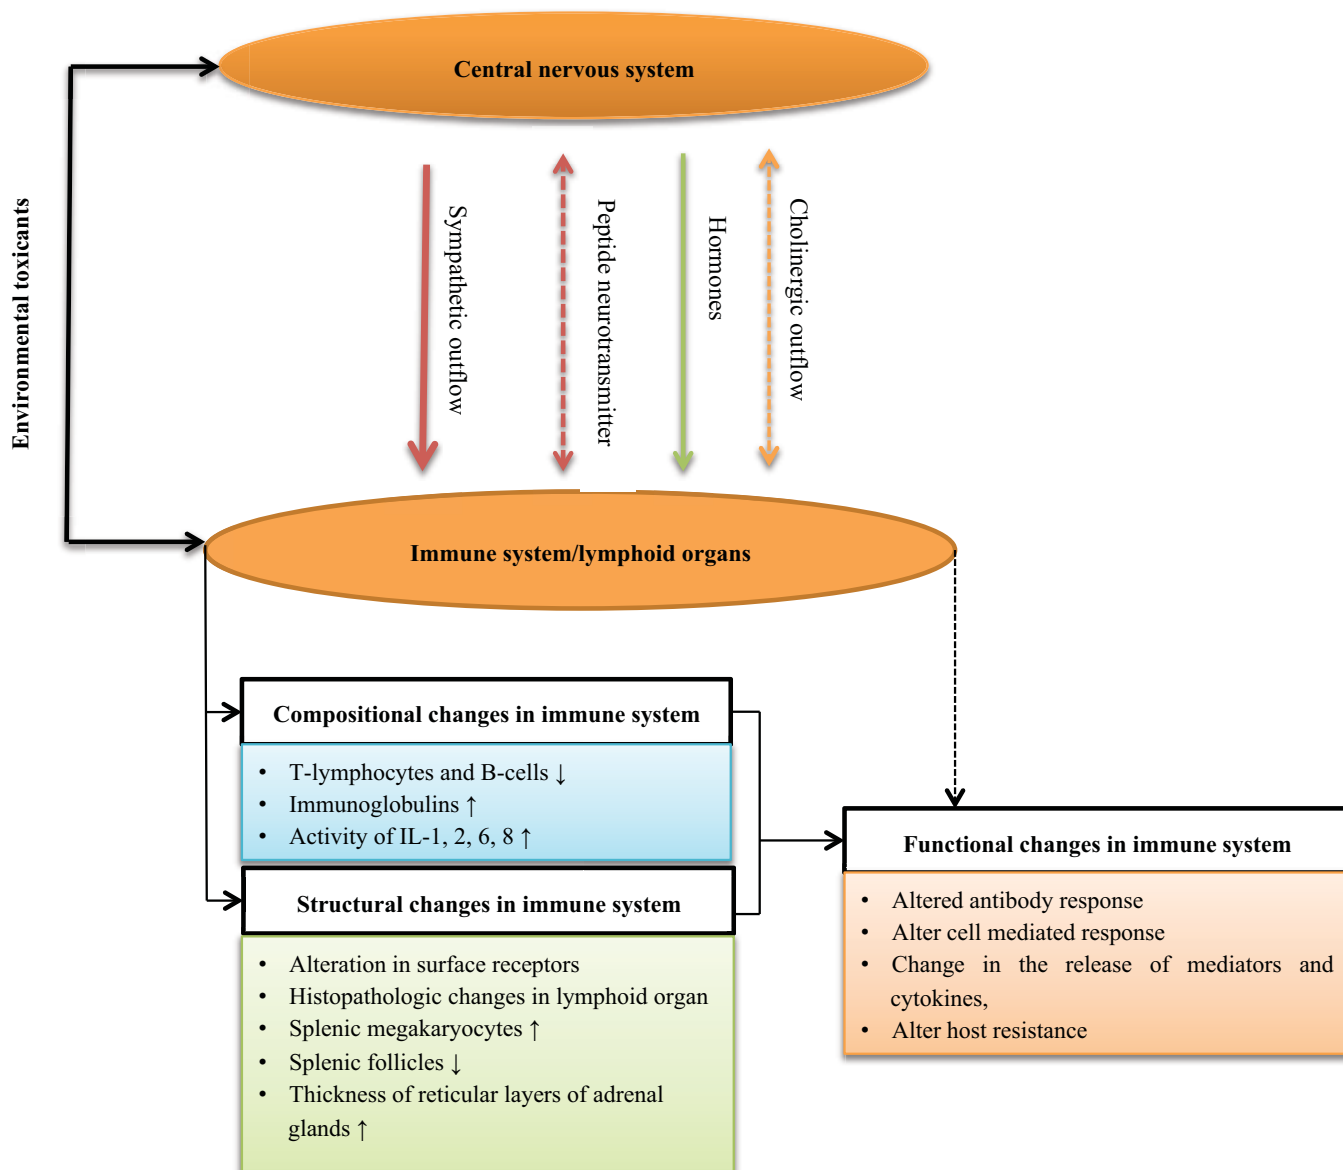 Central nervous system
Environmental toxicants
Sympathetic outflow
Peptide neurotransmitter
Hormones
Cholinergic outflow
Immune system/lymphoid organs
Compositional changes in immune system
• T-lymphocytes and B-cells ↓
• Immunoglobulins ↑
• Activity of IL-1, 2, 6, 8 ↑
Structural changes in immune system
• Alteration in surface receptors
• Histopathologic changes in lymphoid organ
• Splenic megakaryocytes ↑
• Splenic follicles ↓
• Thickness of reticular layers of adrenal
glands ↑
Functional changes in immune system
• Altered antibody response
• Alter cell mediated response
• Change in the release of mediators and
cytokines,
• Alter host resistance